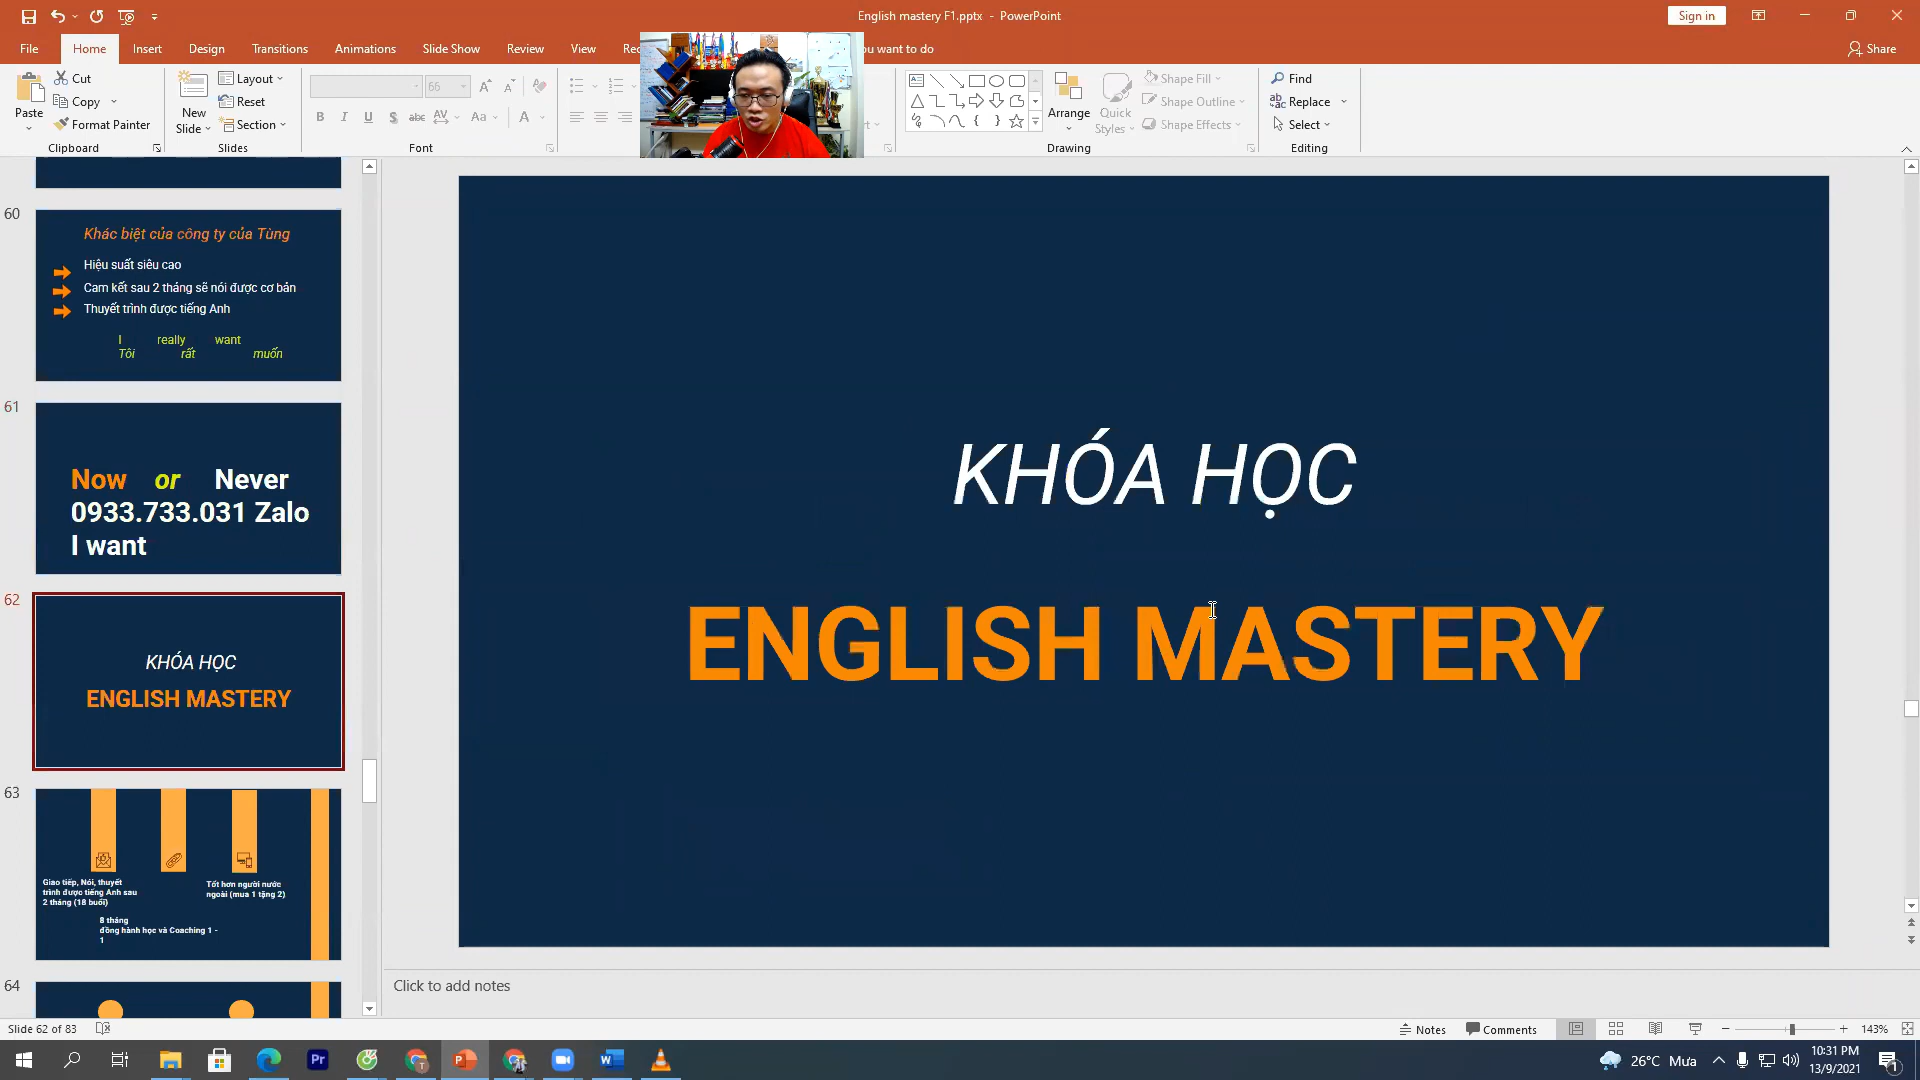 English mastery F1.pptx - PowerPoint
Sign in
File
Home
Insert
Design
Transitions
Animations
Slide Show
Review
View
Rec
ou want to do
Share
Paste
Cut
Copy
Format Painter
Clipboard
New
Slide
Layout
Reset
Section
Slides
66
B I U S abc AV Aa A
Font
Arrange
Quick
Styles
Shape Fill
Shape Outline
Shape Effects
Drawing
Find
Replace
Select
Editing
60
Khác biệt của công ty của Tùng
Hiệu suất siêu cao
Cam kết sau 2 tháng sẽ nói được cơ bản
Thuyết trình được tiếng Anh
I really want
Tôi rất muốn
61
Now or Never
0933.733.031 Zalo
I want
62
KHÓA HỌC
ENGLISH MASTERY
63
Giao tiếp, Nói, thuyết
trình được tiếng Anh sau
2 tháng (18 buổi)
Tốt hơn người nước
ngoài (mua 1 tặng 2)
8 tháng
đồng hành học và Coaching 1 -
1
64
KHÓA HỌC
ENGLISH MASTERY
Click to add notes
Slide 62 of 83
Notes
Comments
143%
26°C Mưa
10:31 PM
13/9/2021